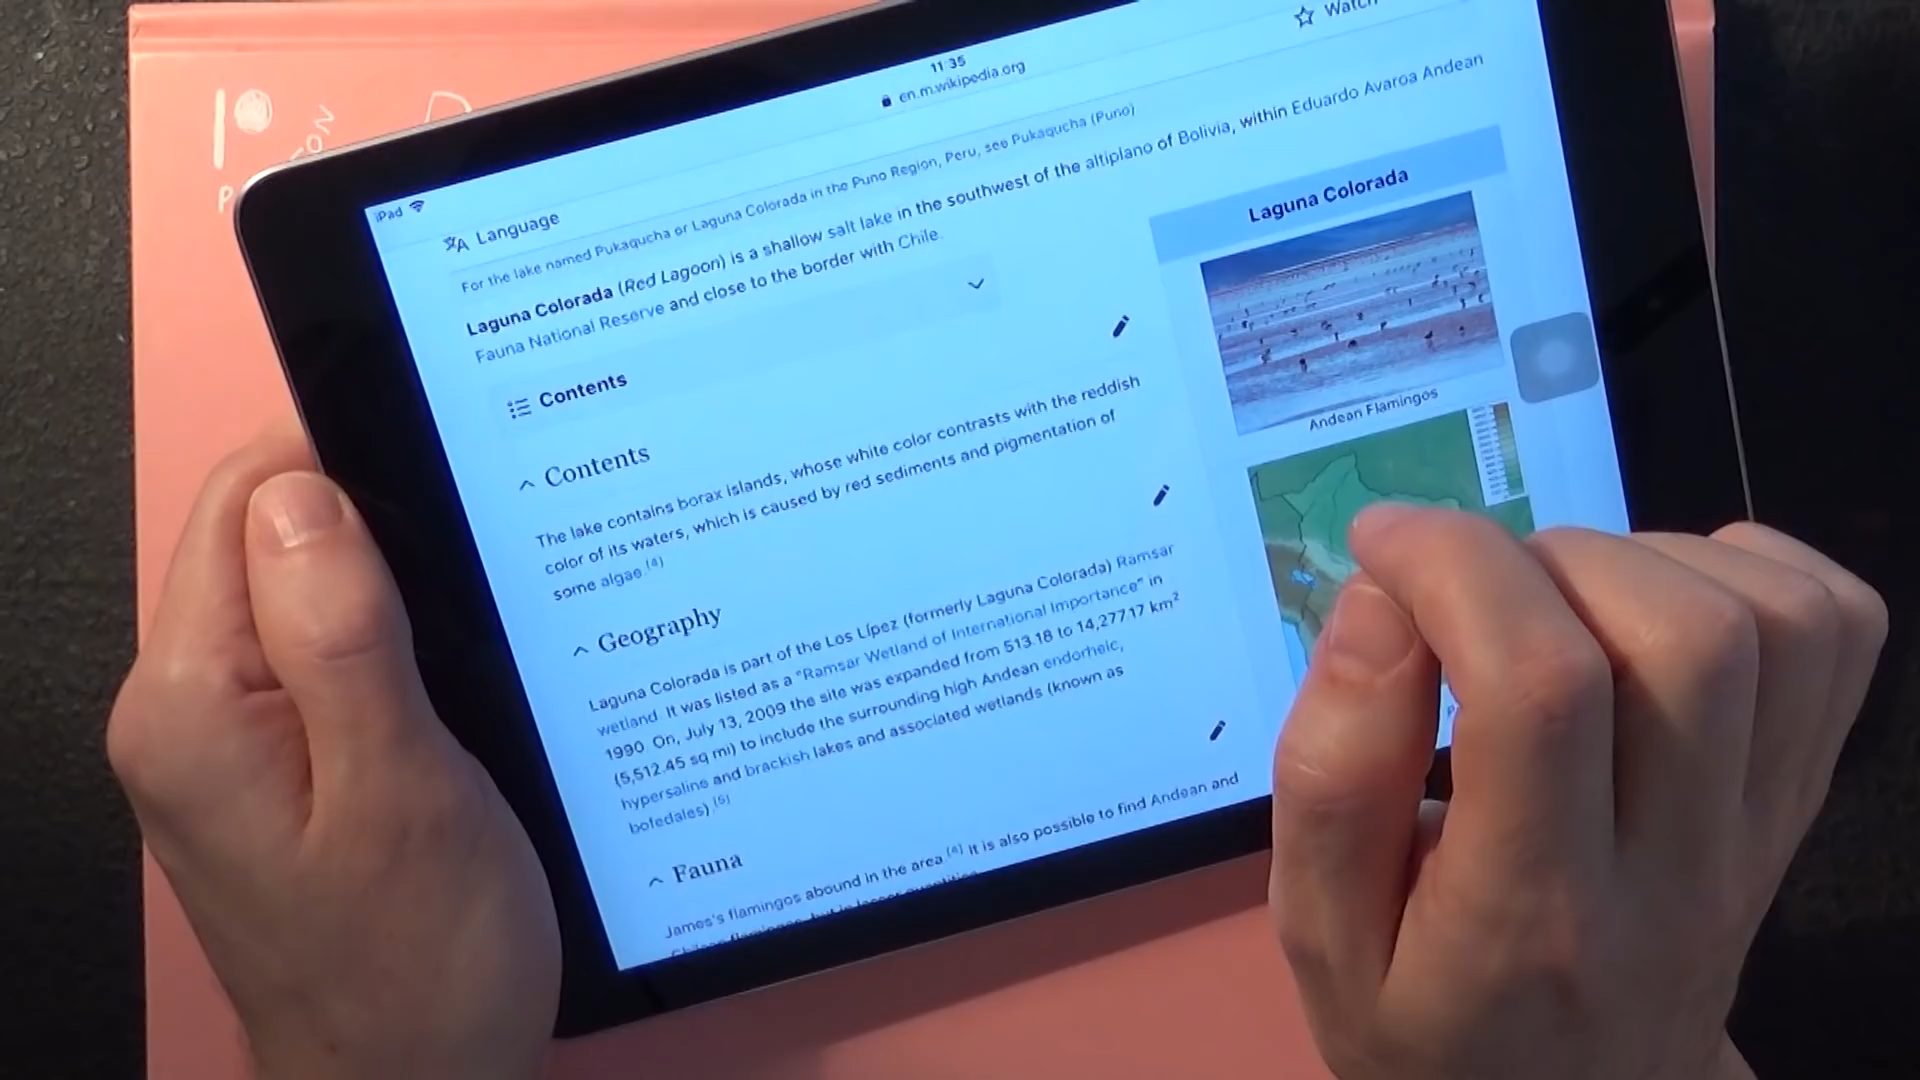 11:35
iPad
en.m.wikipedia.org
Language
Watch
For the lake named Pukaqucha or Laguna Colorada in the Puno Region, Peru, see Pukaqucha (Puno)
Laguna Colorada (Red Lagoon) is a shallow salt lake in the southwest of the altiplano of Bolivia, within Eduardo Avaroa Andean
Fauna National Reserve and close to the border with Chile.
Contents
Contents
The lake contains borax islands, whose white color contrasts with the reddish
color of its waters, which is caused by red sediments and pigmentation of
some algae.[4]
Geography
Laguna Colorada is part of the Los Lípez (formerly Laguna Colorada) Ramsar
wetland. It was listed as a "Ramsar Wetland of International Importance" in
1990. On, July 13, 2009 the site was expanded from 513.18 to 14,277.17 km²
(5,512.45 sq mi) to include the surrounding high Andean endorheic,
hypersaline and brackish lakes and associated wetlands (known as
bofedales).[5]
Fauna
James's flamingos abound in the area.[4] It is also possible to find Andean and
Chilean flamingos, but in lesser quantities
Laguna Colorada
Andean Flamingos